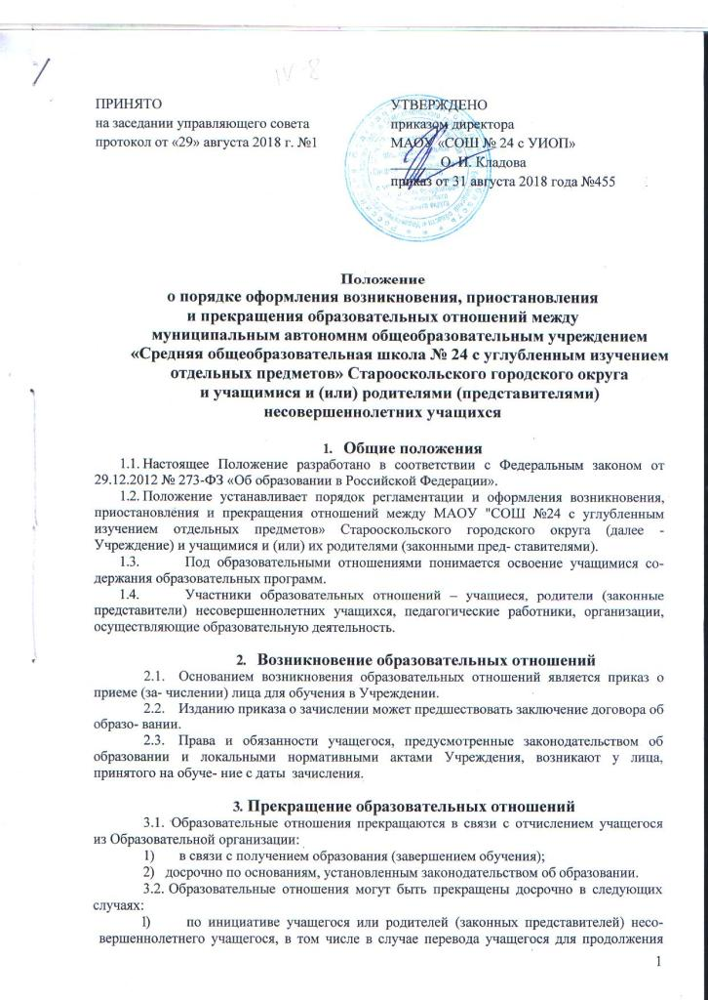 IV-8
ПРИНЯТО
на заседании управляющего совета
протокол от «29» августа 2018 г. №1
УТВЕРЖДЕНО
приказом директора
МАОУ «СОШ № 24 с УИОП»
О. И. Кладова
приказ от 31 августа 2018 года №455
Положение
о порядке оформления возникновения, приостановления
и прекращения образовательных отношений между
муниципальным автономнм общеобразовательным учреждением
«Средняя общеобразовательная школа № 24 с углубленным изучением
отдельных предметов» Старооскольского городского округа
и учащимися и (или) родителями (представителями)
несовершеннолетних учащихся
1. Общие положения
1.1. Настоящее Положение разработано в соответствии с Федеральным законом от
29.12.2012 № 273-ФЗ «Об образовании в Российской Федерации».
1.2. Положение устанавливает порядок регламентации и оформления возникновения,
приостановления и прекращения отношений между МАОУ "СОШ №24 с углубленным
изучением отдельных предметов» Старооскольского городского округа (далее -
Учреждение) и учащимися и (или) их родителями (законными пред- ставителями).
1.3. Под образовательными отношениями понимается освоение учащимися со-
держания образовательных программ.
1.4. Участники образовательных отношений – учащиеся, родители (законные
представители) несовершеннолетних учащихся, педагогические работники, организации,
осуществляющие образовательную деятельность.
2. Возникновение образовательных отношений
2.1. Основанием возникновения образовательных отношений является приказ о
приеме (за- числении) лица для обучения в Учреждении.
2.2. Изданию приказа о зачислении может предшествовать заключение договора об
образо- вании.
2.3. Права и обязанности учащегося, предусмотренные законодательством об
образовании и локальными нормативными актами Учреждения, возникают у лица,
принятого на обуче- ние с даты зачисления.
3. Прекращение образовательных отношений
3.1. Образовательные отношения прекращаются в связи с отчислением учащегося
из Образовательной организации:
1) в связи с получением образования (завершением обучения);
2) досрочно по основаниям, установленным законодательством об образовании.
3.2. Образовательные отношения могут быть прекращены досрочно в следующих
случаях:
1) по инициативе учащегося или родителей (законных представителей) несо-
вершеннолетнего учащегося, в том числе в случае перевода учащегося для продолжения
1